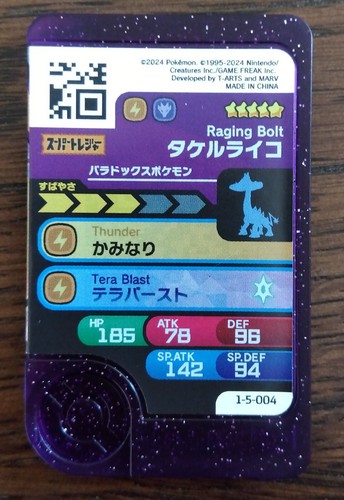 ©2024 Pokémon. ©1995-2024 Nintendo/
Creatures Inc./GAME FREAK Inc.
Developed by T-ARTS and MARV
MADE IN CHINA
Raging Bolt
スーパートレジャー
タケルライコ
パラドックスポケモン
すばやさ
Thunder
かみなり
Tera Blast
テラバースト
HP 185 ATK 78 DEF 96
SP.ATK 142 SP.DEF 94
1-5-004